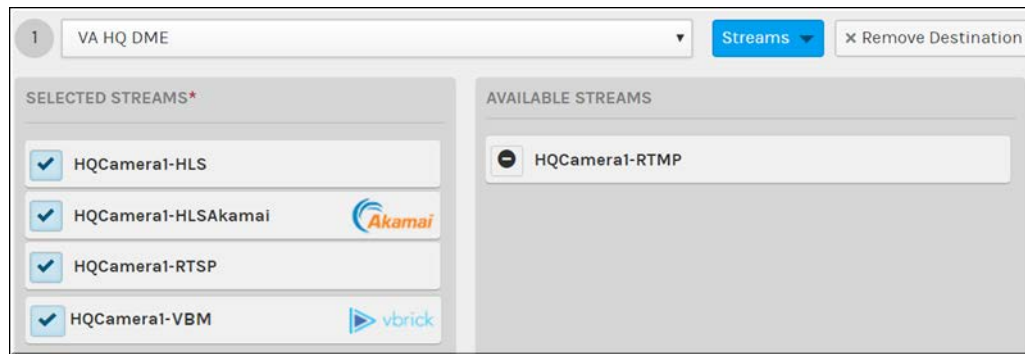 1 VA HQ DME Streams × Remove Destination
SELECTED STREAMS*
HQCamera1-HLS
HQCamera1-HLSAkamai Akamai
HQCamera1-RTSP
HQCamera1-VBM vbrick
AVAILABLE STREAMS
HQCamera1-RTMP